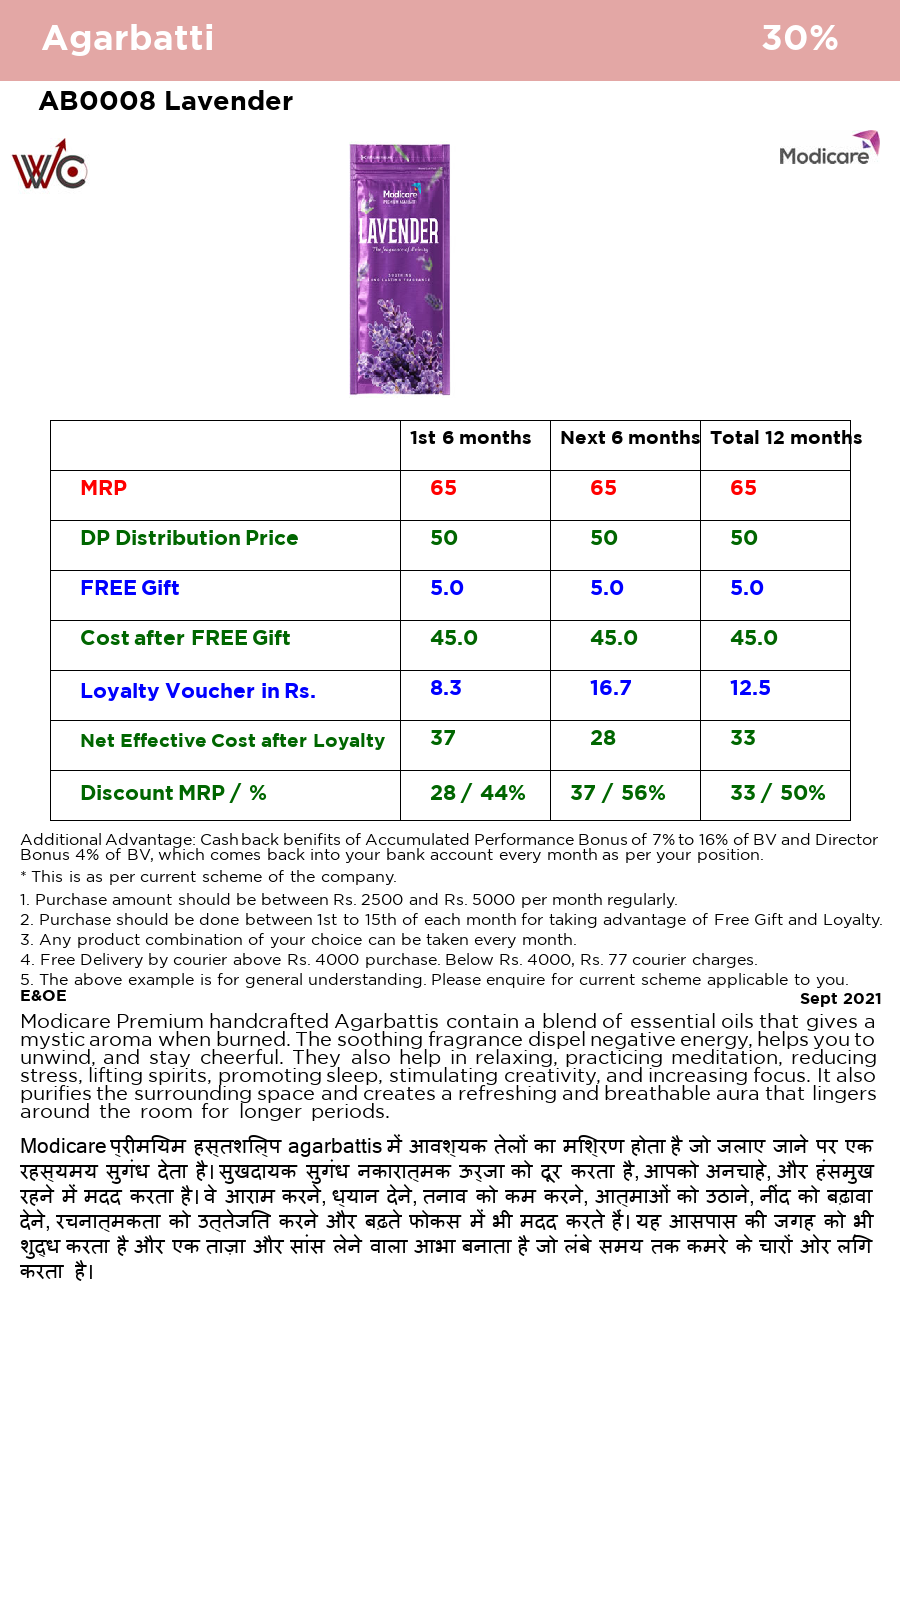 Agarbatti 30%
AB0008 Lavender
WC
Modicare
Modicare
LAVENDER
1st 6 months Next 6 months Total 12 months
MRP 65 65 65
DP Distribution Price 50 50 50
FREE Gift 5.0 5.0 5.0
Cost after FREE Gift 45.0 45.0 45.0
Loyalty Voucher in Rs. 8.3 16.7 12.5
Net Effective Cost after Loyalty 37 28 33
Discount MRP / % 28 / 44% 37 / 56% 33 / 50%
Additional Advantage: Cash back benifits of Accumulated Performance Bonus of 7% to 16% of BV and Director
Bonus 4% of BV, which comes back into your bank account every month as per your position.
* This is as per current scheme of the company.
1. Purchase amount should be between Rs. 2500 and Rs. 5000 per month regularly.
2. Purchase should be done between 1st to 15th of each month for taking advantage of Free Gift and Loyalty.
3. Any product combination of your choice can be taken every month.
4. Free Delivery by courier above Rs. 4000 purchase. Below Rs. 4000, Rs. 77 courier charges.
5. The above example is for general understanding. Please enquire for current scheme applicable to you.
E&OE Sept 2021
Modicare Premium handcrafted Agarbattis contain a blend of essential oils that gives a
mystic aroma when burned. The soothing fragrance dispel negative energy, helps you to
unwind, and stay cheerful. They also help in relaxing, practicing meditation, reducing
stress, lifting spirits, promoting sleep, stimulating creativity, and increasing focus. It also
purifies the surrounding space and creates a refreshing and breathable aura that lingers
around the room for longer periods.
Modicare प्रीमियम हस्तशिल्प agarbattis में आवश्यक तेलों का मिश्रण होता है जो जलाए जाने पर एक
रहस्यमय सुगंध देता है। सुखदायक सुगंध नकारात्मक ऊर्जा को दूर करता है, आपको अनचाहे, और हंसमुख
रहने में मदद करता है। वे आराम करने, ध्यान देने, तनाव को कम करने, आत्माओं को उठाने, नींद को बढ़ावा
देने, रचनात्मकता को उत्तेजित करने और बढ़ते फोकस में भी मदद करते हैं। यह आसपास की जगह को भी
शुद्ध करता है और एक ताज़ा और सांस लेने वाला आभा बनाता है जो लंबे समय तक कमरे के चारों ओर लिंग
करता है।